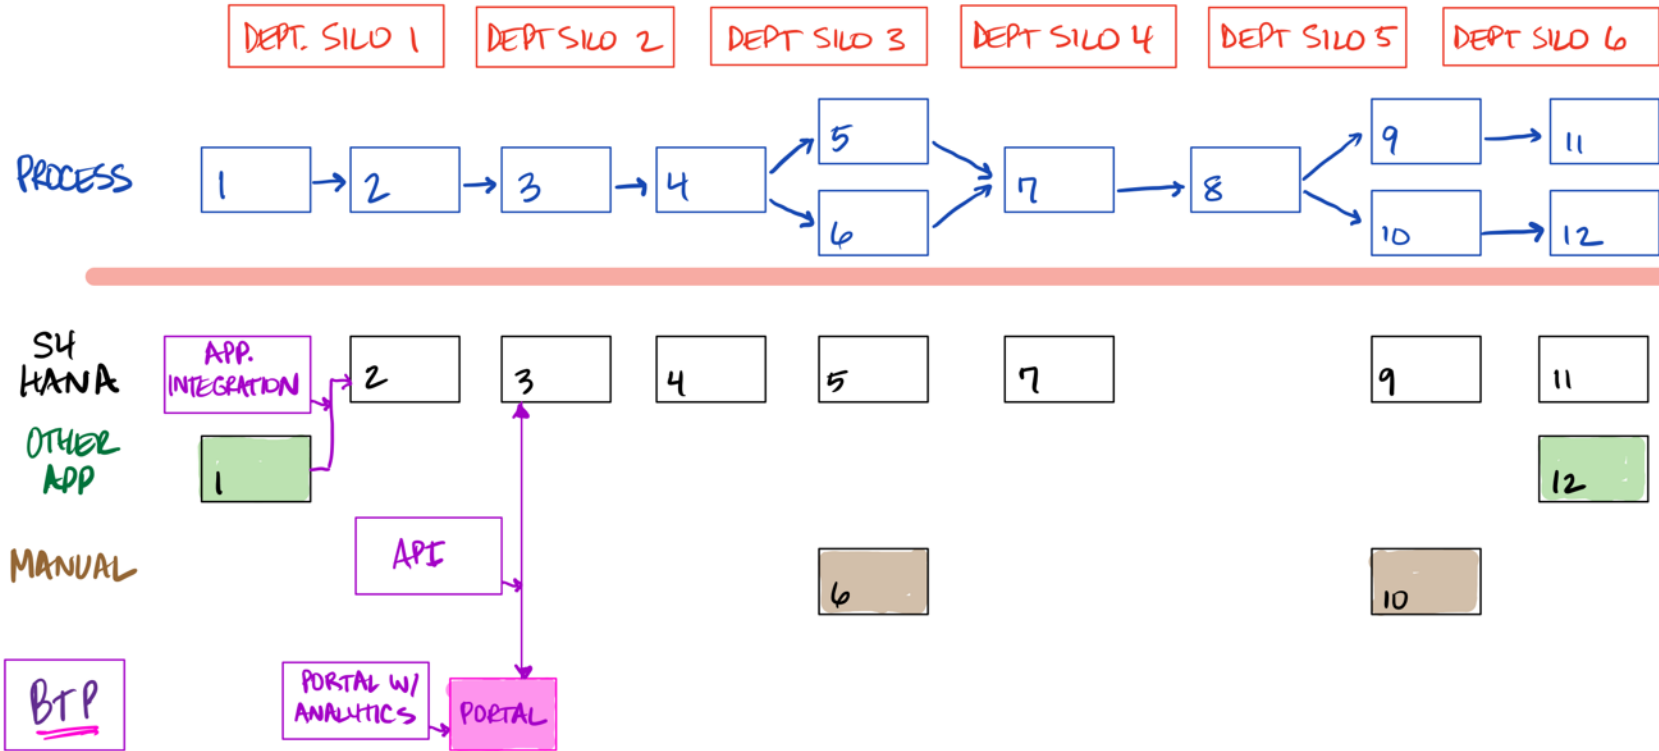 DEPT. SILO 1
DEPT SILO 2
DEPT SILO 3
DEPT SILO 4
DEPT SILO 5
DEPT SILO 6
PROCESS
1
2
3
4
5
6
7
8
9
10
11
12
S4
HANA
APP.
INTEGRATION
2
3
4
5
7
9
11
OTHER
APP
1
12
API
MANUAL
6
10
BTP
PORTAL W/
ANALYTICS
PORTAL